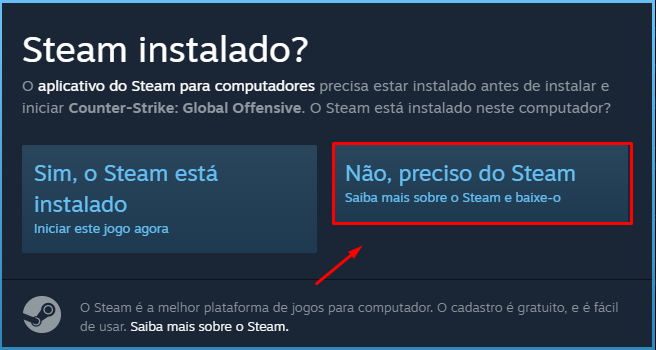 Steam instalado?
O aplicativo do Steam para computadores precisa estar instalado antes de instalar e
iniciar Counter-Strike: Global Offensive. O Steam está instalado neste computador?
Sim, o Steam está
instalado
Iniciar este jogo agora
Não, preciso do Steam
Saiba mais sobre o Steam e baixe-o
O Steam é a melhor plataforma de jogos para computador. O cadastro é gratuito, e é fácil
de usar. Saiba mais sobre o Steam.